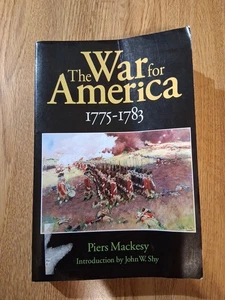 The War for
America
1775-1783
Piers Mackesy
Introduction by John W. Shy